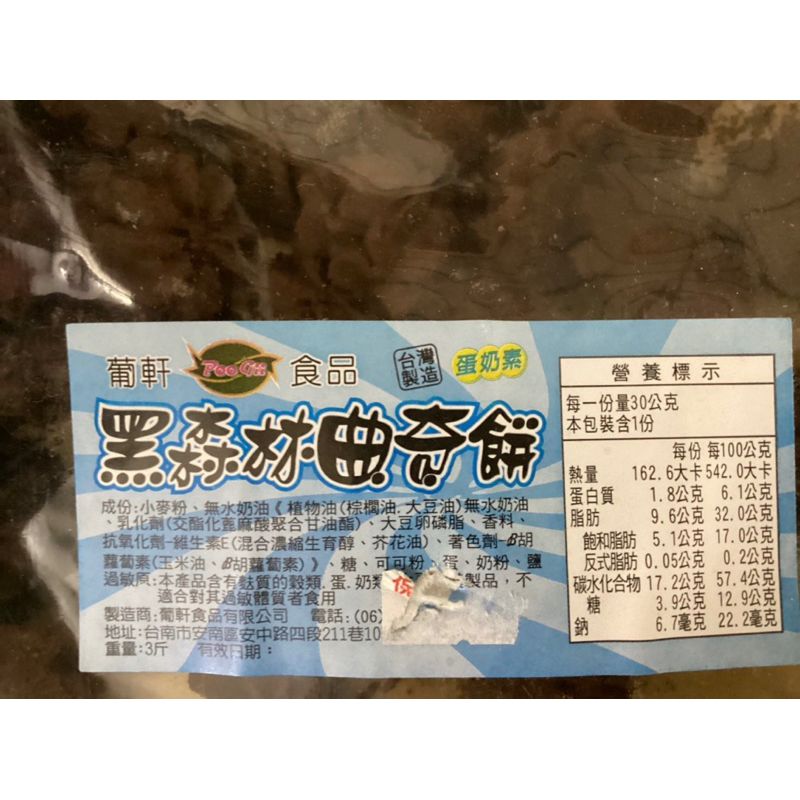 葡軒 Poo Gii 食品 台灣製造 蛋奶素
黑森林曲奇餅
成份:小麥粉、無水奶油《植物油(棕櫚油.大豆油)無水奶油
、乳化劑(交酯化蓖麻酸聚合甘油酯)、大豆卵磷脂、香料、
抗氧化劑-維生素E(混合濃縮生育醇、芥花油)、著色劑-β胡
蘿蔔素(玉米油、β胡蘿蔔素)》、糖、可可粉、蛋、奶粉、鹽
過敏原:本產品含有麩質的穀類.蛋.奶類 製品，不
適合對其過敏體質者食用
製造商:葡軒食品有限公司 電話:(06)
地址:台南市安南區安中路四段211巷10
重量:3斤 有效日期:
營養標示
每一份量30公克
本包裝含1份
每份 每100公克
熱量 162.6大卡 542.0大卡
蛋白質 1.8公克 6.1公克
脂肪 9.6公克 32.0公克
飽和脂肪 5.1公克 17.0公克
反式脂肪 0.05公克 0.2公克
碳水化合物 17.2公克 57.4公克
糖 3.9公克 12.9公克
鈉 6.7毫克 22.2毫克